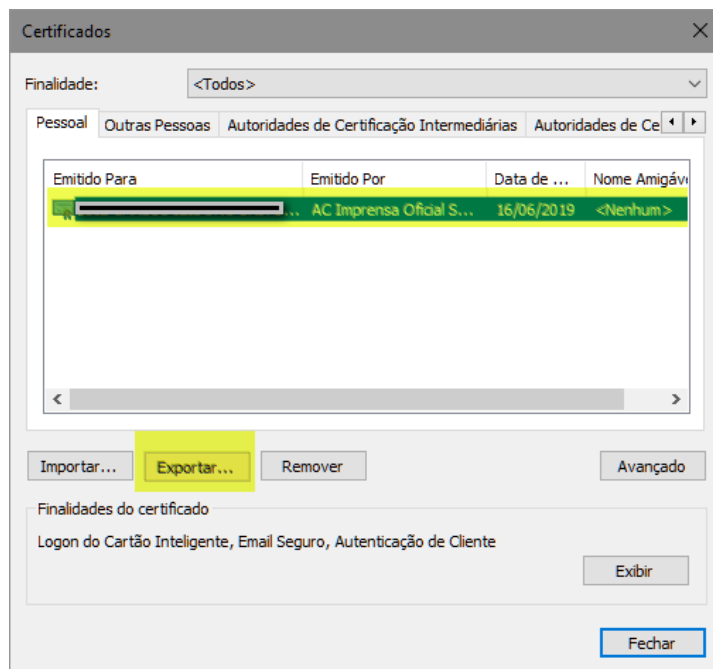 Certificados
Finalidade: <Todos>
Pessoal Outras Pessoas Autoridades de Certificação Intermediárias Autoridades de Ce
Emitido Para Emitido Por Data de ... Nome Amigáve
... AC Imprensa Oficial S... 16/06/2019 <Nenhum>
Importar... Exportar... Remover Avançado
Finalidades do certificado
Logon do Cartão Inteligente, Email Seguro, Autenticação de Cliente
Exibir
Fechar